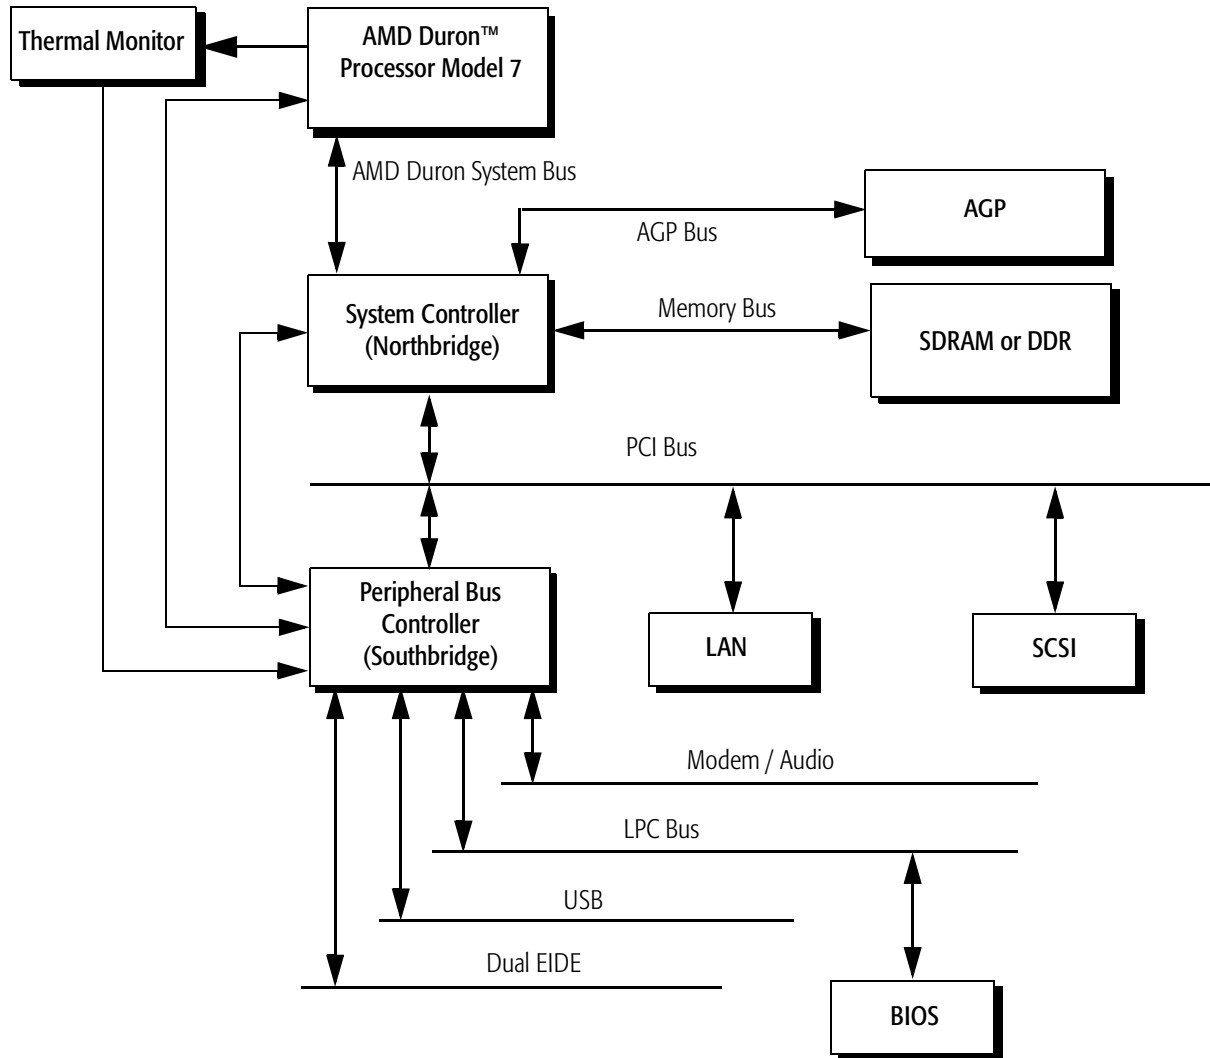 Thermal Monitor
AMD Duron™
Processor Model 7
AMD Duron System Bus
AGP
AGP Bus
System Controller
(Northbridge)
Memory Bus
SDRAM or DDR
PCI Bus
Peripheral Bus
Controller
(Southbridge)
LAN
SCSI
Modem / Audio
LPC Bus
USB
Dual EIDE
BIOS